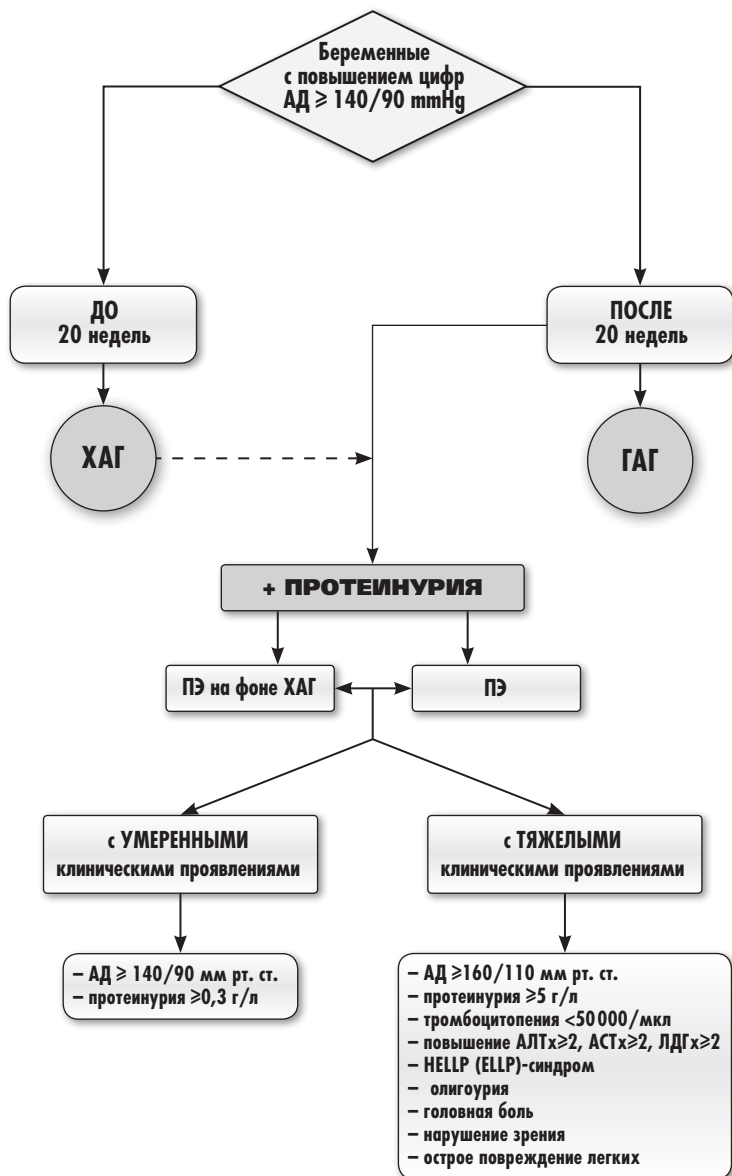 Беременные
с повышением цифр
АД ≥ 140/90 mmHg
ДО
20 недель
ПОСЛЕ
20 недель
ХАГ
ГАГ
+ ПРОТЕИНУРИЯ
ПЭ на фоне ХАГ
ПЭ
с УМЕРЕННЫМИ
клиническими проявлениями
с ТЯЖЕЛЫМИ
клиническими проявлениями
– АД ≥ 140/90 мм рт. ст.
– протеинурия ≥0,3 г/л
– АД ≥160/110 мм рт. ст.
– протеинурия ≥5 г/л
– тромбоцитопения <50 000/мкл
– повышение АЛТх≥2, АСТх≥2, ЛДГх≥2
– HELLP (ELLP)-синдром
– олигоурия
– головная боль
– нарушение зрения
– острое повреждение легких